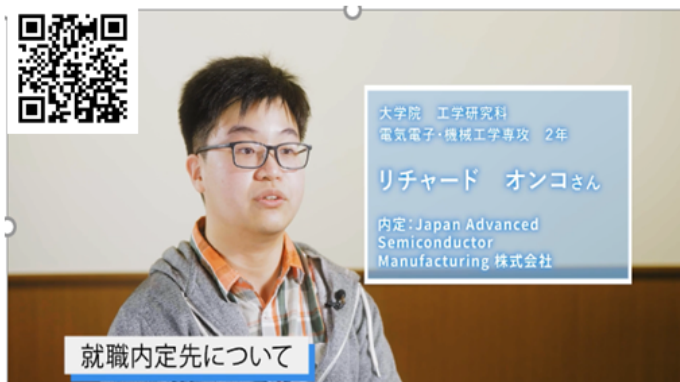 大学院　工学研究科
電気電子・機械工学専攻　2年
リチャード　オンコさん
内定：Japan Advanced
Semiconductor
Manufacturing 株式会社
就職内定先について